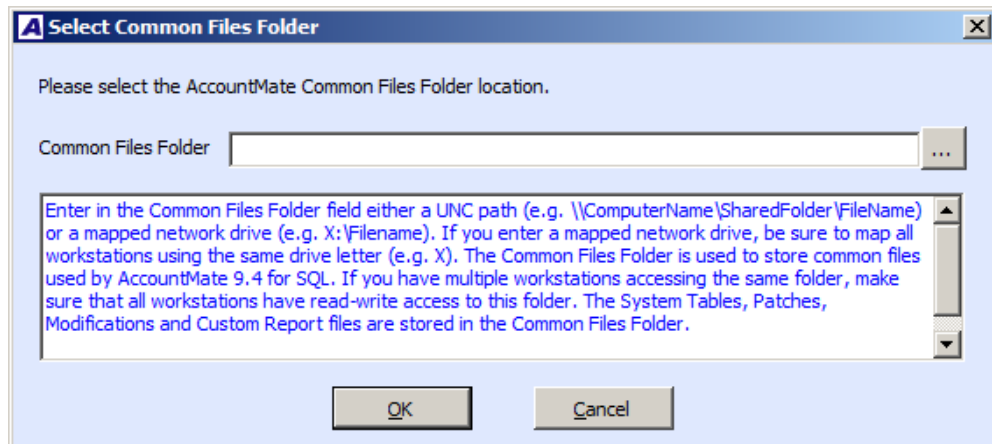 A Select Common Files Folder
Please select the AccountMate Common Files Folder location.
Common Files Folder
...
Enter in the Common Files Folder field either a UNC path (e.g. \\ComputerName\SharedFolder\FileName)
or a mapped network drive (e.g. X:\Filename). If you enter a mapped network drive, be sure to map all
workstations using the same drive letter (e.g. X). The Common Files Folder is used to store common files
used by AccountMate 9.4 for SQL. If you have multiple workstations accessing the same folder, make
sure that all workstations have read-write access to this folder. The System Tables, Patches,
Modifications and Custom Report files are stored in the Common Files Folder.
OK Cancel